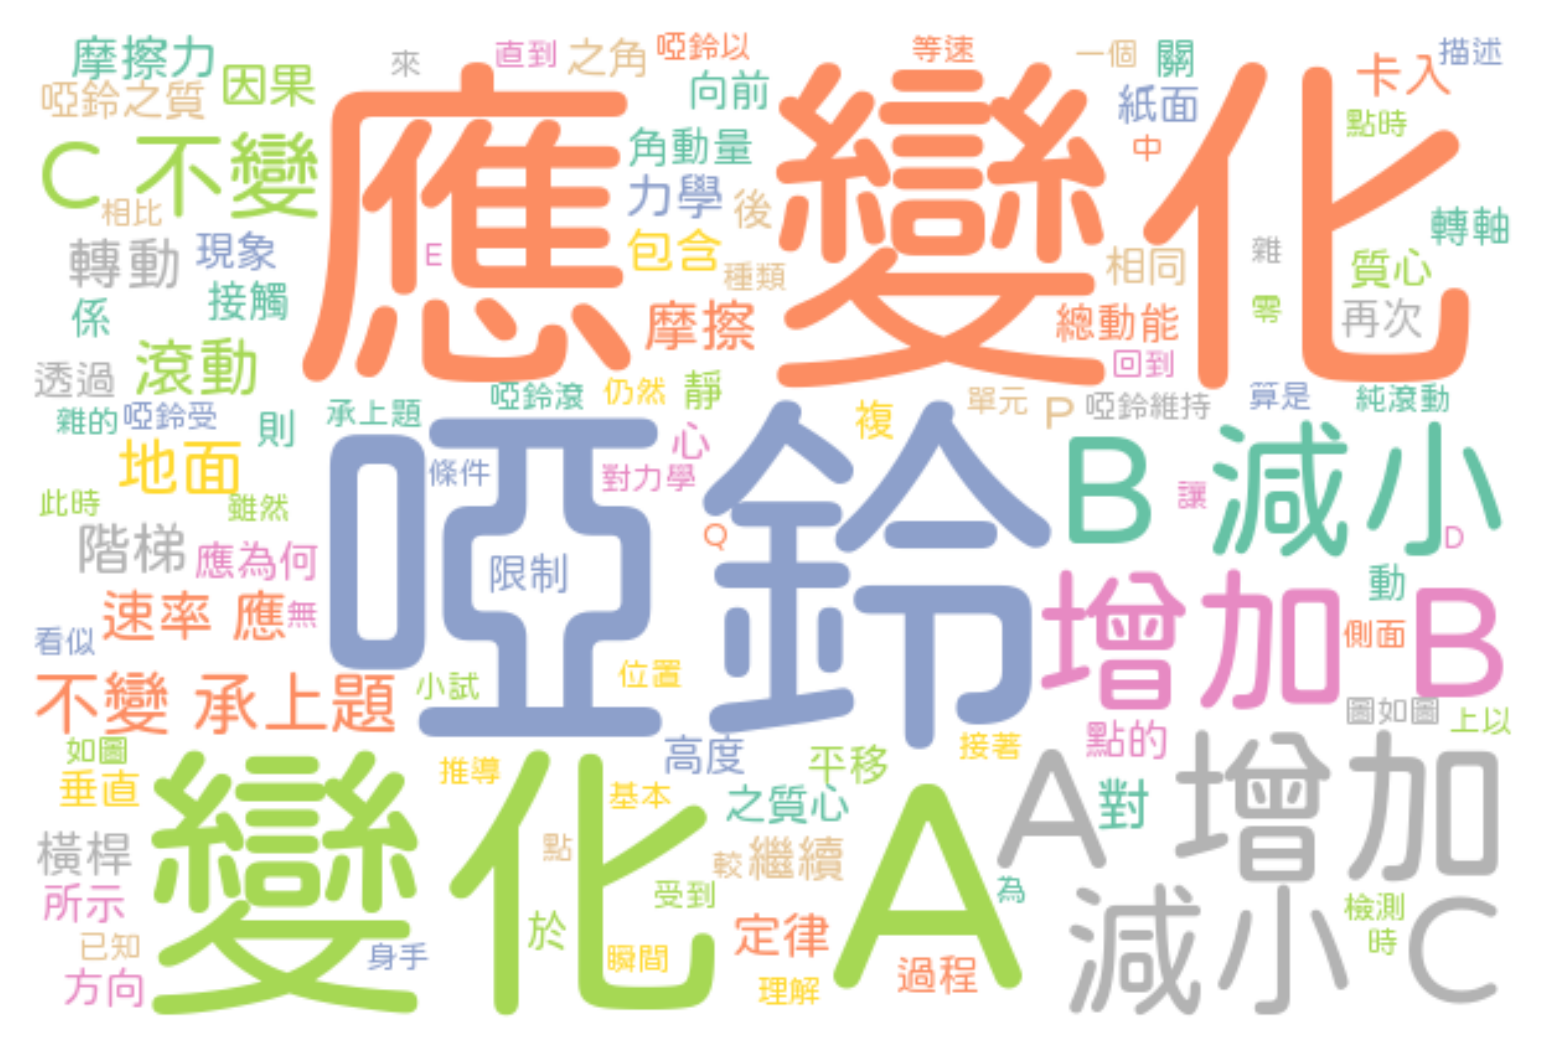 摩擦力
來
直到
之角
啞鈴以
等速
一個
關
描述
啞鈴之質
因果
向前
紙面
卡入
C 不變
應變化
角動量
中
點時
相比
力學
後
轉軸
轉動
現象
E
包含
種類
相同
雜
質心
係
接觸
摩擦
總動能
零
再次
透過
滾動
回到
啞鈴滾
仍然
靜
單元
P
啞鈴維持
算是
純滾動
雜的
啞鈴受
則
承上題
複
地面
啞鈴
條件
對力學
心
B 減小
此時
雖然
讓
Q
D
階梯
應為何
限制
動
速率 應
無
增加 B
側面
看似
不變 承上題
小試
位置
圖如圖
上以
如圖
高度
接著
點的
垂直
推導
平移
變化 A
基本
之質心
A 增加
對
橫桿
點
較
繼續
所示
受到
為
減小 C
檢測
已知
身手
於
定律
時
方向
瞬間
理解
過程